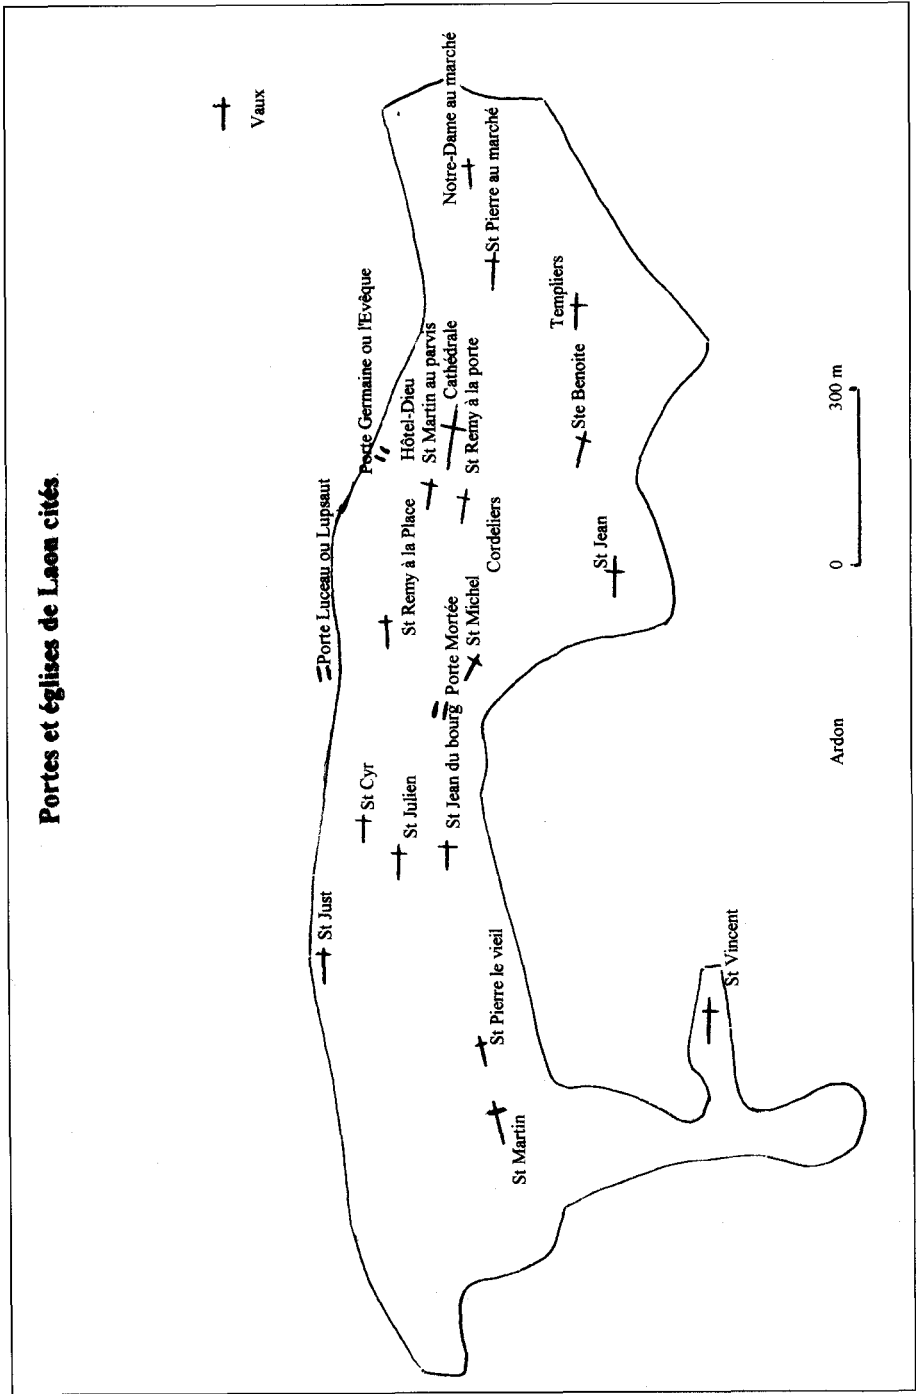 Portes et églises de Laon cités
Vaux
Notre-Dame au marché
St Pierre au marché
Porte Germaine ou l'Evêque
Hôtel-Dieu
St Martin au parvis
Cathédrale
St Remy à la porte
Templiers
Ste Benoite
Porte Luceau ou Lupsaut
St Remy à la Place
Cordeliers
St Jean
Porte Mortée
St Michel
St Cyr
St Julien
St Jean du bourg
St Just
St Pierre le vieil
St Martin
St Vincent
Ardon
0 300 m